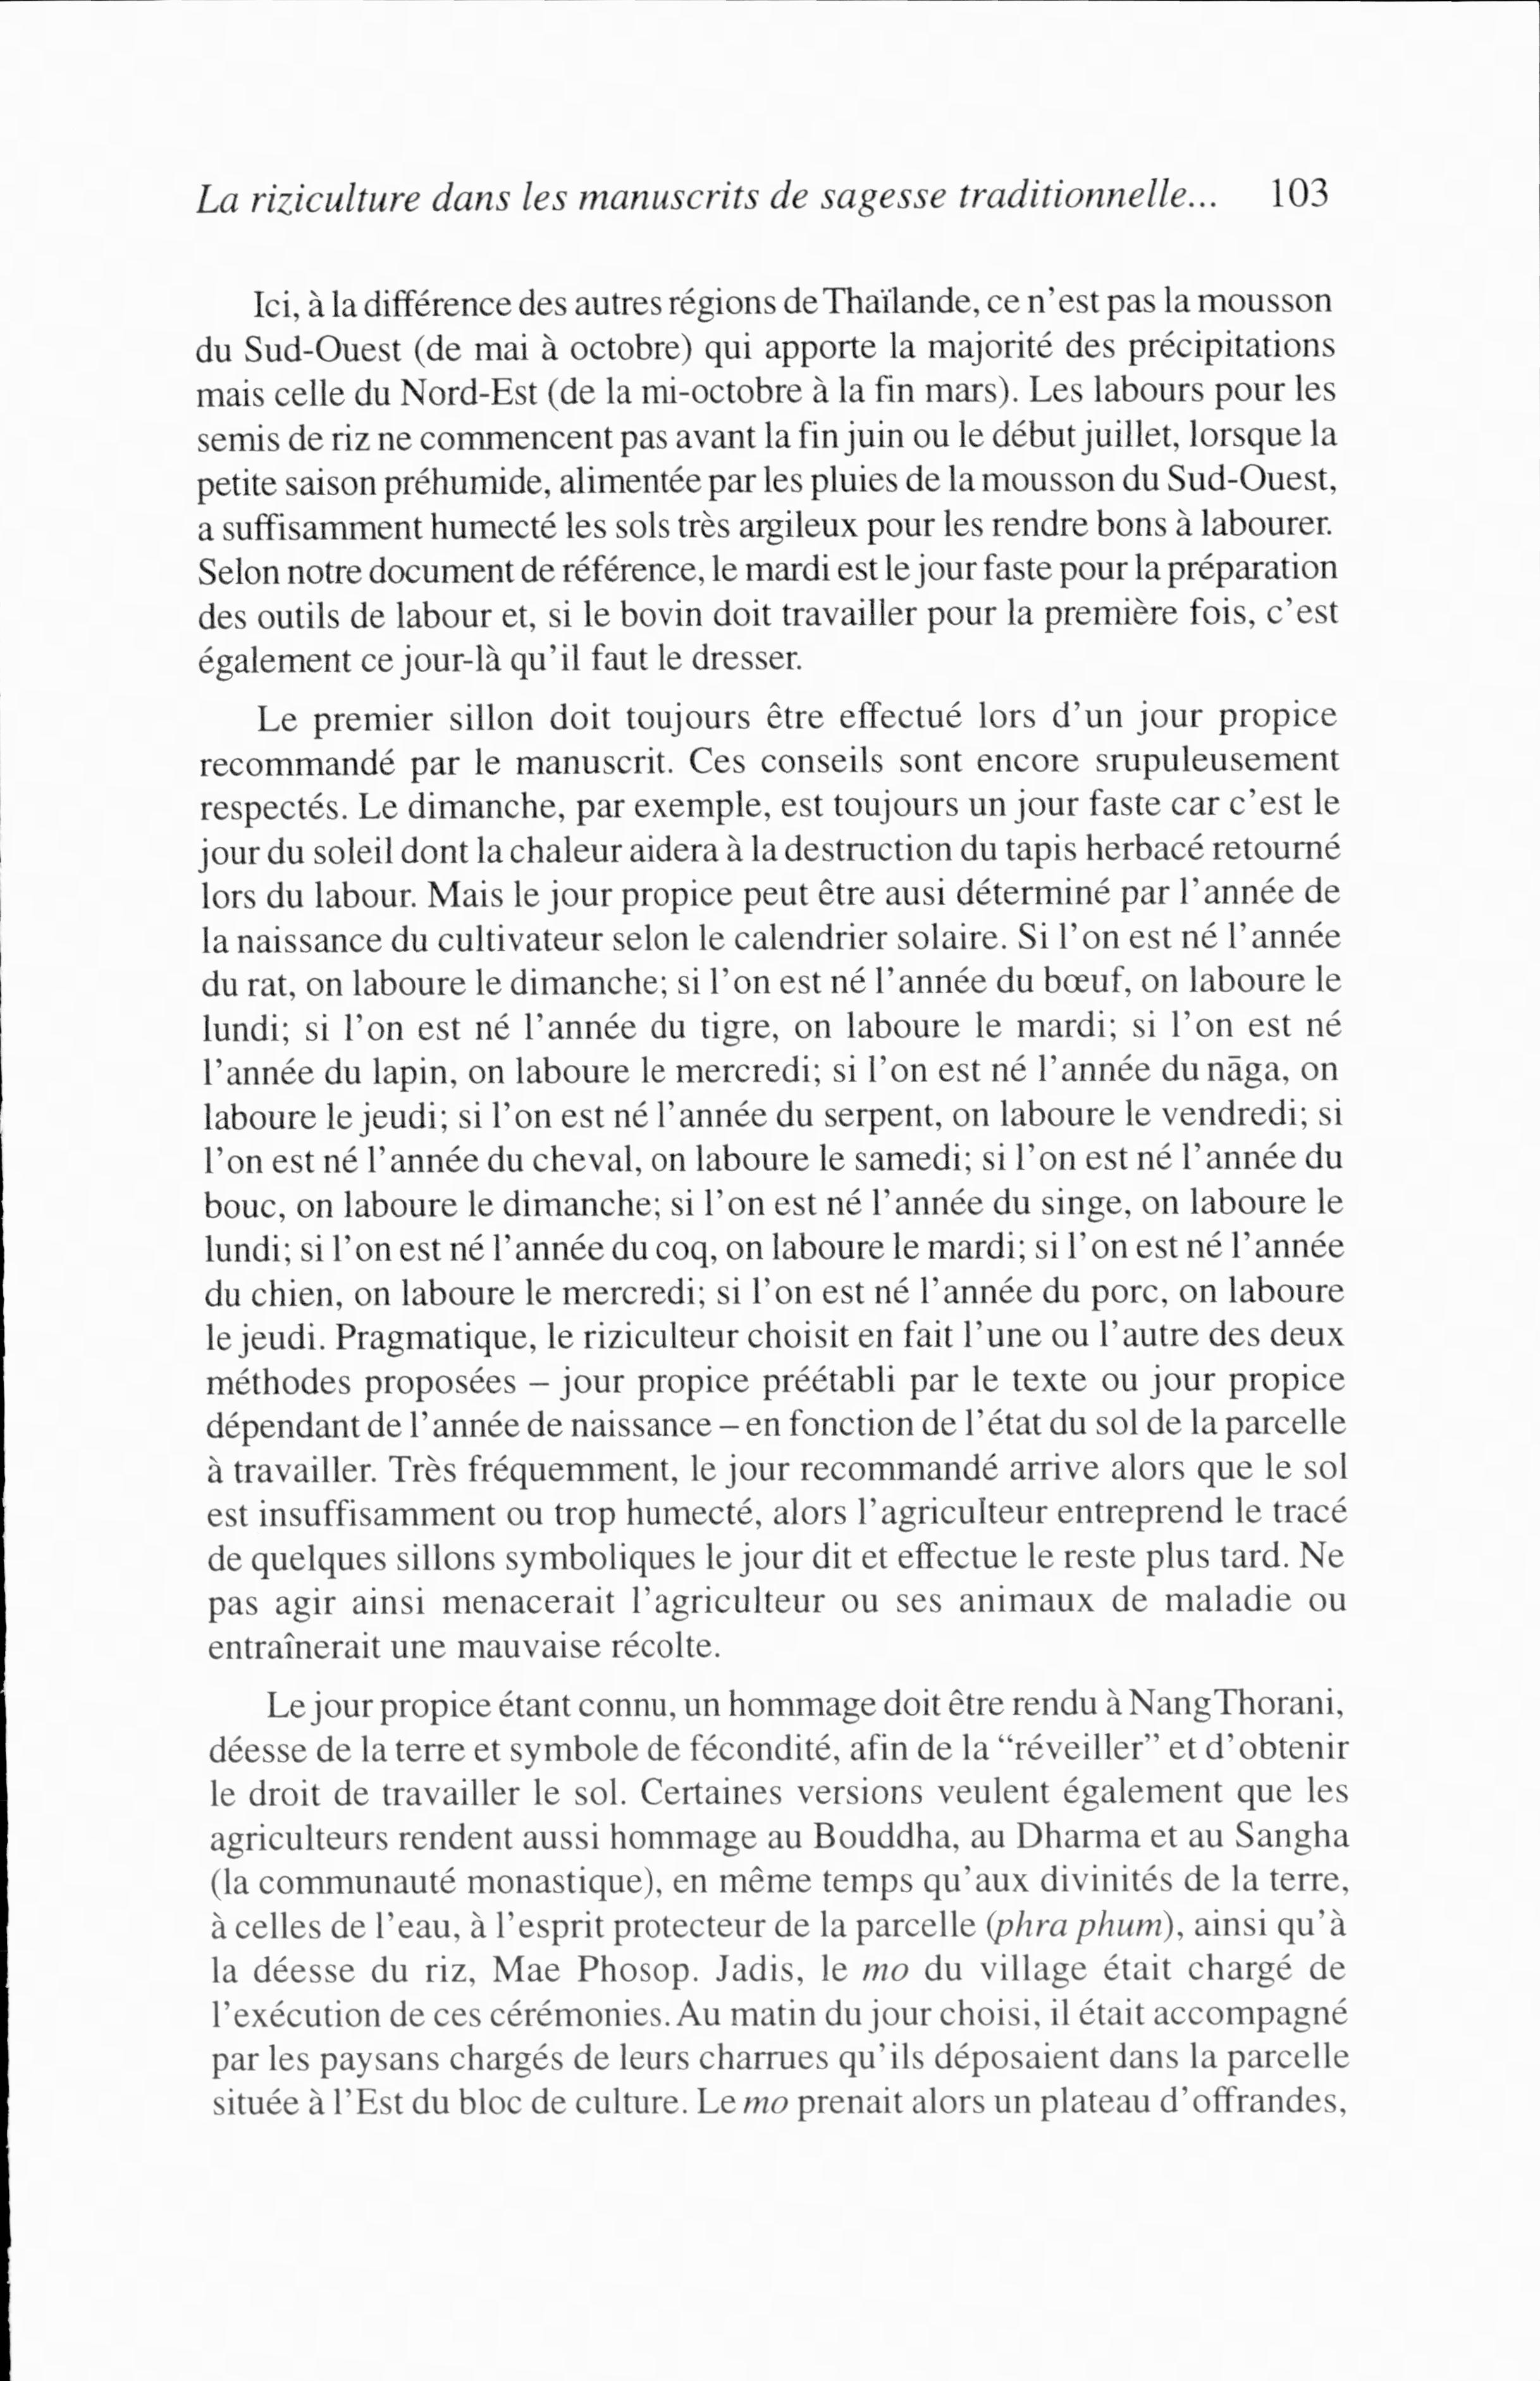 La riziculture dans les manuscrits de sagesse traditionnelle... 103
Ici, à la différence des autres régions de Thaïlande, ce n'est pas la mousson
du Sud-Ouest (de mai à octobre) qui apporte la majorité des précipitations
mais celle du Nord-Est (de la mi-octobre à la fin mars). Les labours pour les
semis de riz ne commencent pas avant la fin juin ou le début juillet, lorsque la
petite saison préhumide, alimentée par les pluies de la mousson du Sud-Ouest,
a suffisamment humecté les sols très argileux pour les rendre bons à labourer.
Selon notre document de référence, le mardi est le jour faste pour la préparation
des outils de labour et, si le bovin doit travailler pour la première fois, c'est
également ce jour-là qu'il faut le dresser.
Le premier sillon doit toujours être effectué lors d'un jour propice
recommandé par le manuscrit. Ces conseils sont encore srupuleusement
respectés. Le dimanche, par exemple, est toujours un jour faste car c'est le
jour du soleil dont la chaleur aidera à la destruction du tapis herbacé retourné
lors du labour. Mais le jour propice peut être ausi déterminé par l'année de
la naissance du cultivateur selon le calendrier solaire. Si l'on est né l'année
du rat, on laboure le dimanche; si l'on est né l'année du bœuf, on laboure le
lundi; si l'on est né l'année du tigre, on laboure le mardi; si l'on est né
l'année du lapin, on laboure le mercredi; si l'on est né l'année du nāga, on
laboure le jeudi; si l'on est né l'année du serpent, on laboure le vendredi; si
l'on est né l'année du cheval, on laboure le samedi; si l'on est né l'année du
bouc, on laboure le dimanche; si l'on est né l'année du singe, on laboure le
lundi; si l'on est né l'année du coq, on laboure le mardi; si l'on est né l'année
du chien, on laboure le mercredi; si l'on est né l'année du porc, on laboure
le jeudi. Pragmatique, le riziculteur choisit en fait l'une ou l'autre des deux
méthodes proposées – jour propice préétabli par le texte ou jour propice
dépendant de l'année de naissance – en fonction de l'état du sol de la parcelle
à travailler. Très fréquemment, le jour recommandé arrive alors que le sol
est insuffisamment ou trop humecté, alors l'agriculteur entreprend le tracé
de quelques sillons symboliques le jour dit et effectue le reste plus tard. Ne
pas agir ainsi menacerait l'agriculteur ou ses animaux de maladie ou
entraînerait une mauvaise récolte.
Le jour propice étant connu, un hommage doit être rendu à Nang Thorani,
déesse de la terre et symbole de fécondité, afin de la “réveiller” et d'obtenir
le droit de travailler le sol. Certaines versions veulent également que les
agriculteurs rendent aussi hommage au Bouddha, au Dharma et au Sangha
(la communauté monastique), en même temps qu'aux divinités de la terre,
à celles de l'eau, à l'esprit protecteur de la parcelle (phra phum), ainsi qu'à
la déesse du riz, Mae Phosop. Jadis, le mo du village était chargé de
l'exécution de ces cérémonies. Au matin du jour choisi, il était accompagné
par les paysans chargés de leurs charrues qu'ils déposaient dans la parcelle
située à l'Est du bloc de culture. Le mo prenait alors un plateau d'offrandes,